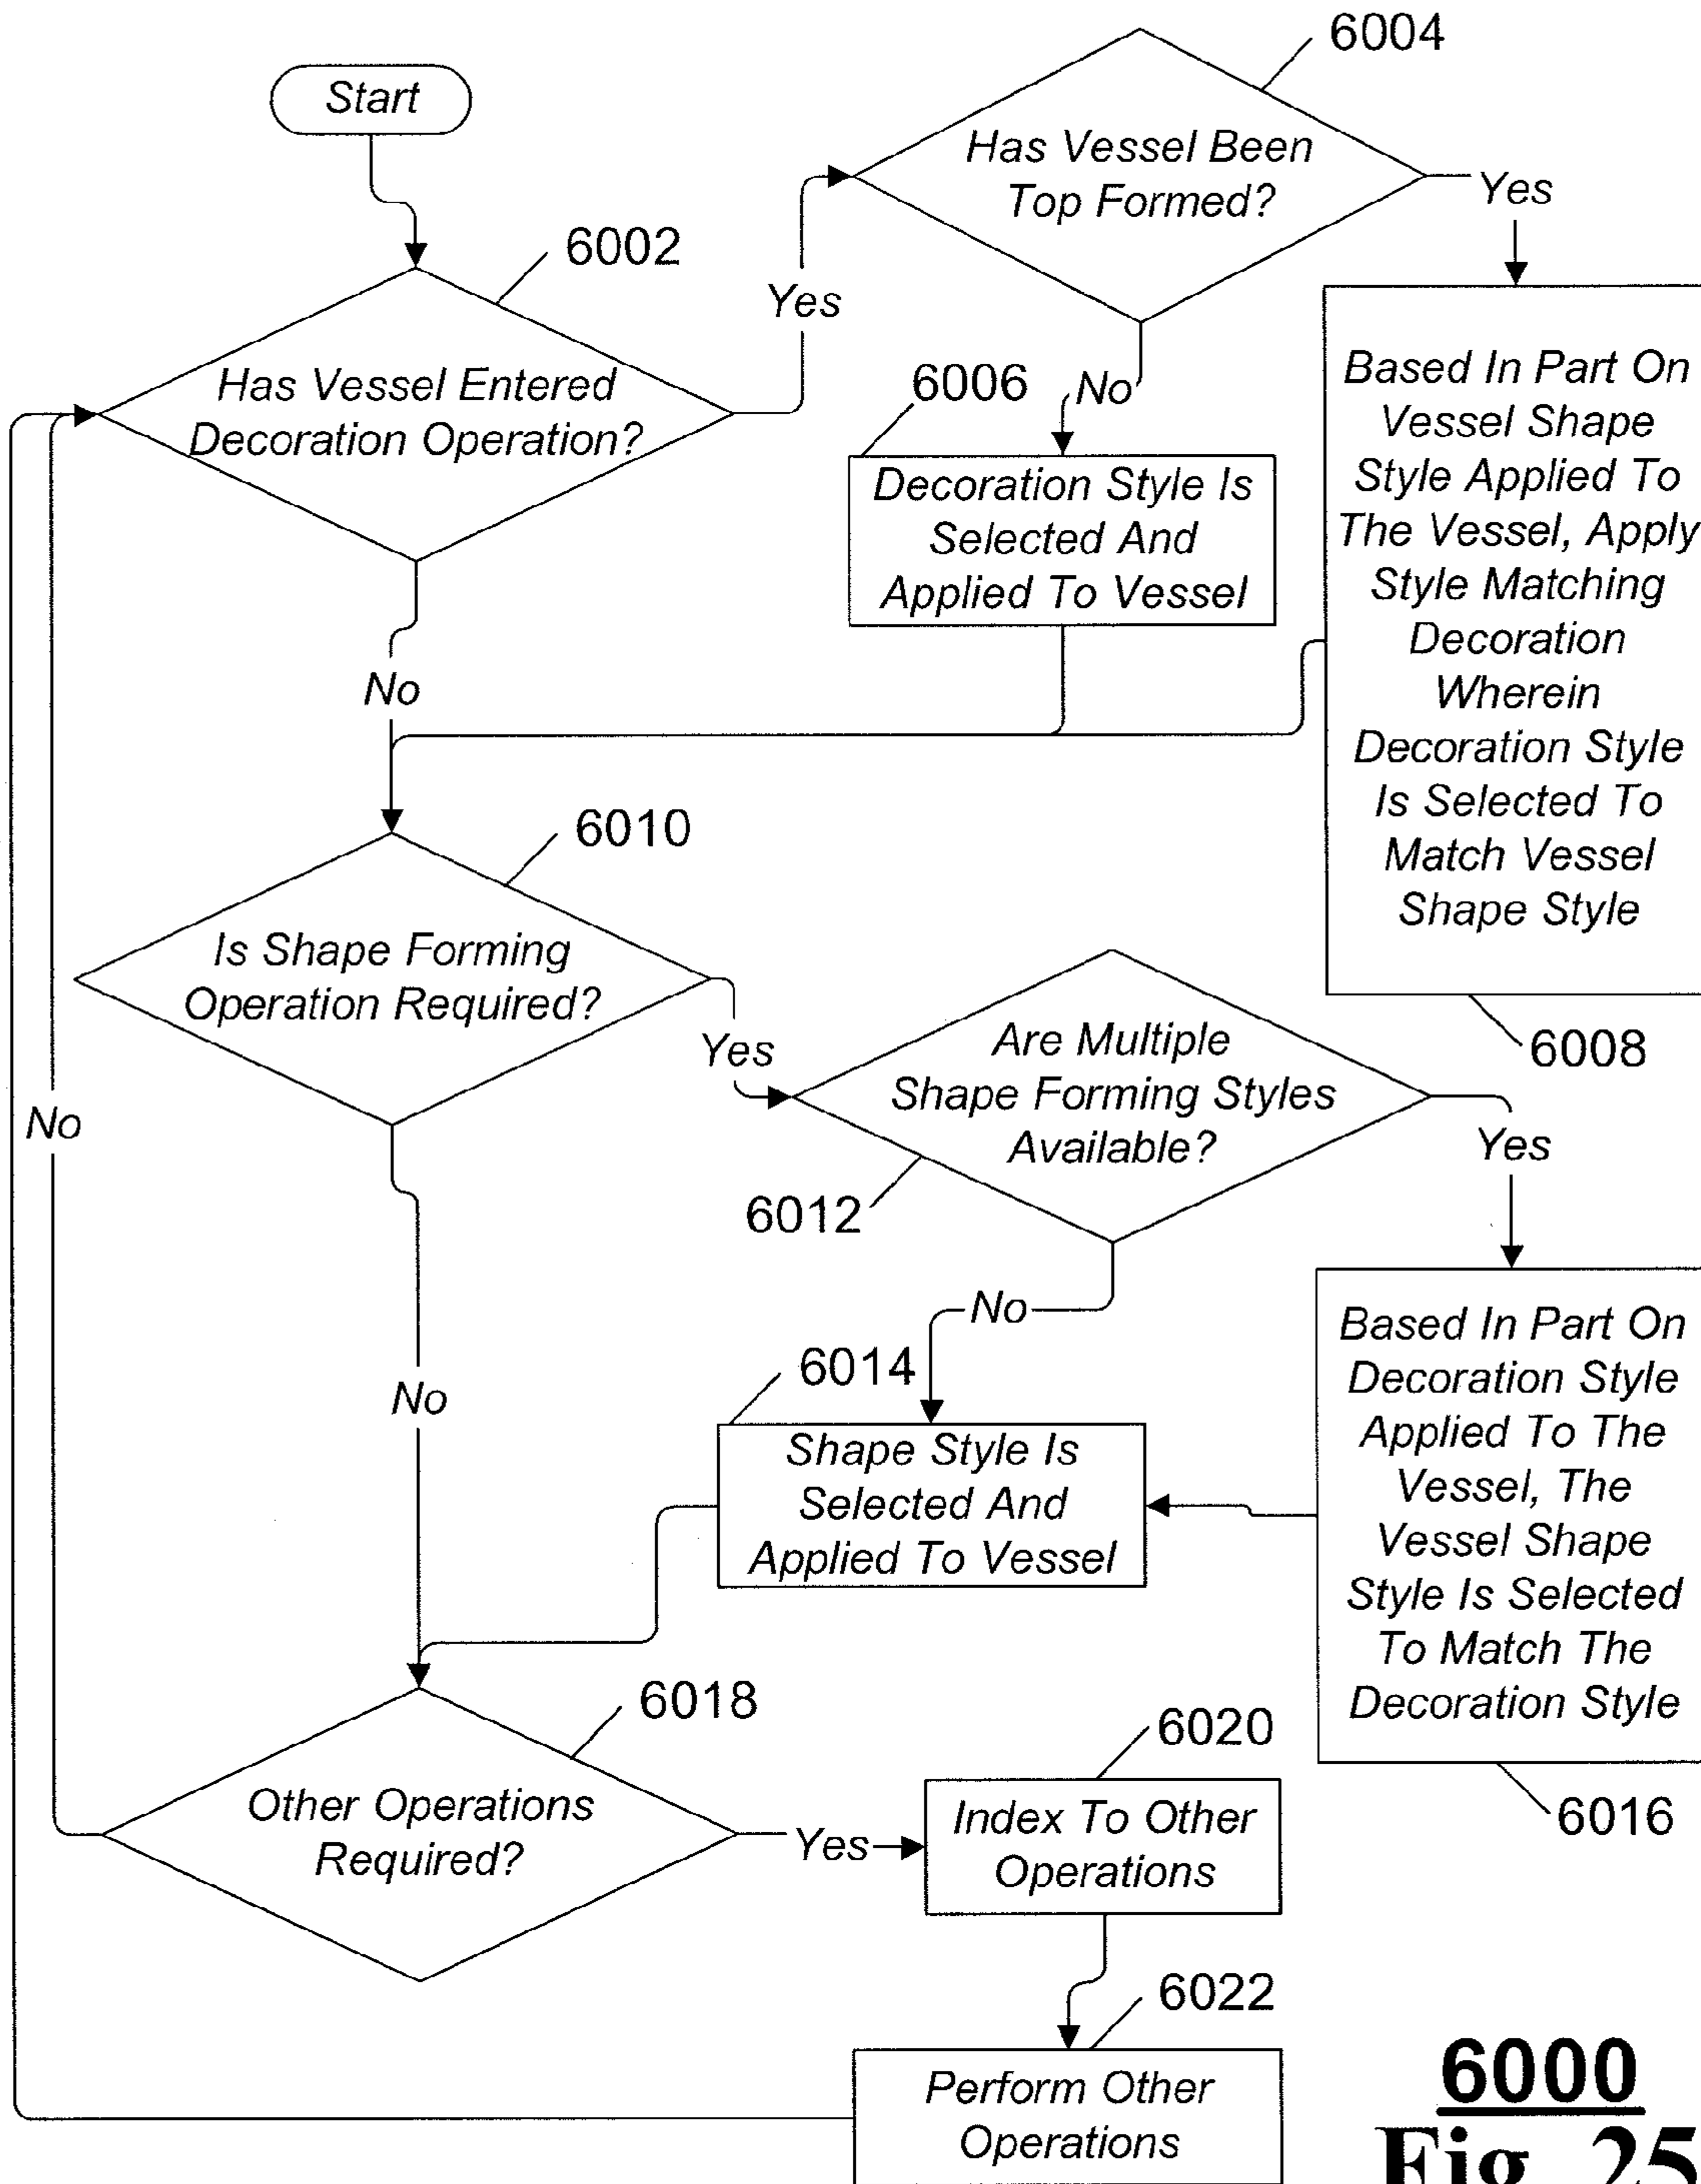 Start
6002
Has Vessel Entered
Decoration Operation?
Yes
6004
Has Vessel Been
Top Formed?
Yes
No
6006
Decoration Style Is
Selected And
Applied To Vessel
Based In Part On
Vessel Shape
Style Applied To
The Vessel, Apply
Style Matching
Decoration
Wherein
Decoration Style
Is Selected To
Match Vessel
Shape Style
6008
No
6010
Is Shape Forming
Operation Required?
Yes
Are Multiple
Shape Forming Styles
Available?
6012
Yes
No
No
No
6014
Shape Style Is
Selected And
Applied To Vessel
Based In Part On
Decoration Style
Applied To The
Vessel, The
Vessel Shape
Style Is Selected
To Match The
Decoration Style
6016
6018
Other Operations
Required?
Yes
6020
Index To Other
Operations
6022
Perform Other
Operations
6000
Fig. 25